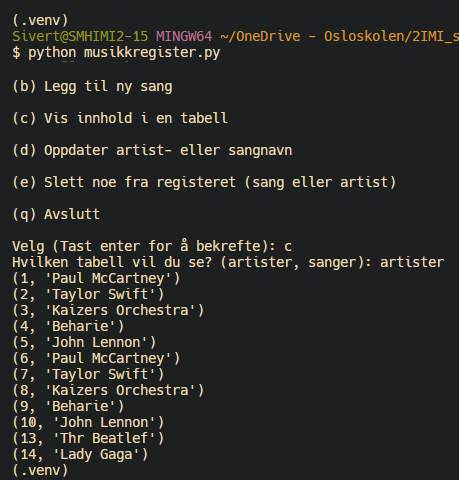 (.venv)
Sivert@SMHIMI2-15 MINGW64 ~/OneDrive - Osloskolen/2IMI_s
$ python musikkregister.py
(b) Legg til ny sang
(c) Vis innhold i en tabell
(d) Oppdater artist- eller sangnavn
(e) Slett noe fra registeret (sang eller artist)
(q) Avslutt
Velg (Tast enter for å bekrefte): c
Hvilken tabell vil du se? (artister, sanger): artister
(1, 'Paul McCartney')
(2, 'Taylor Swift')
(3, 'Kaizers Orchestra')
(4, 'Beharie')
(5, 'John Lennon')
(6, 'Paul McCartney')
(7, 'Taylor Swift')
(8, 'Kaizers Orchestra')
(9, 'Beharie')
(10, 'John Lennon')
(13, 'Thr Beatlef')
(14, 'Lady Gaga')
(.venv)